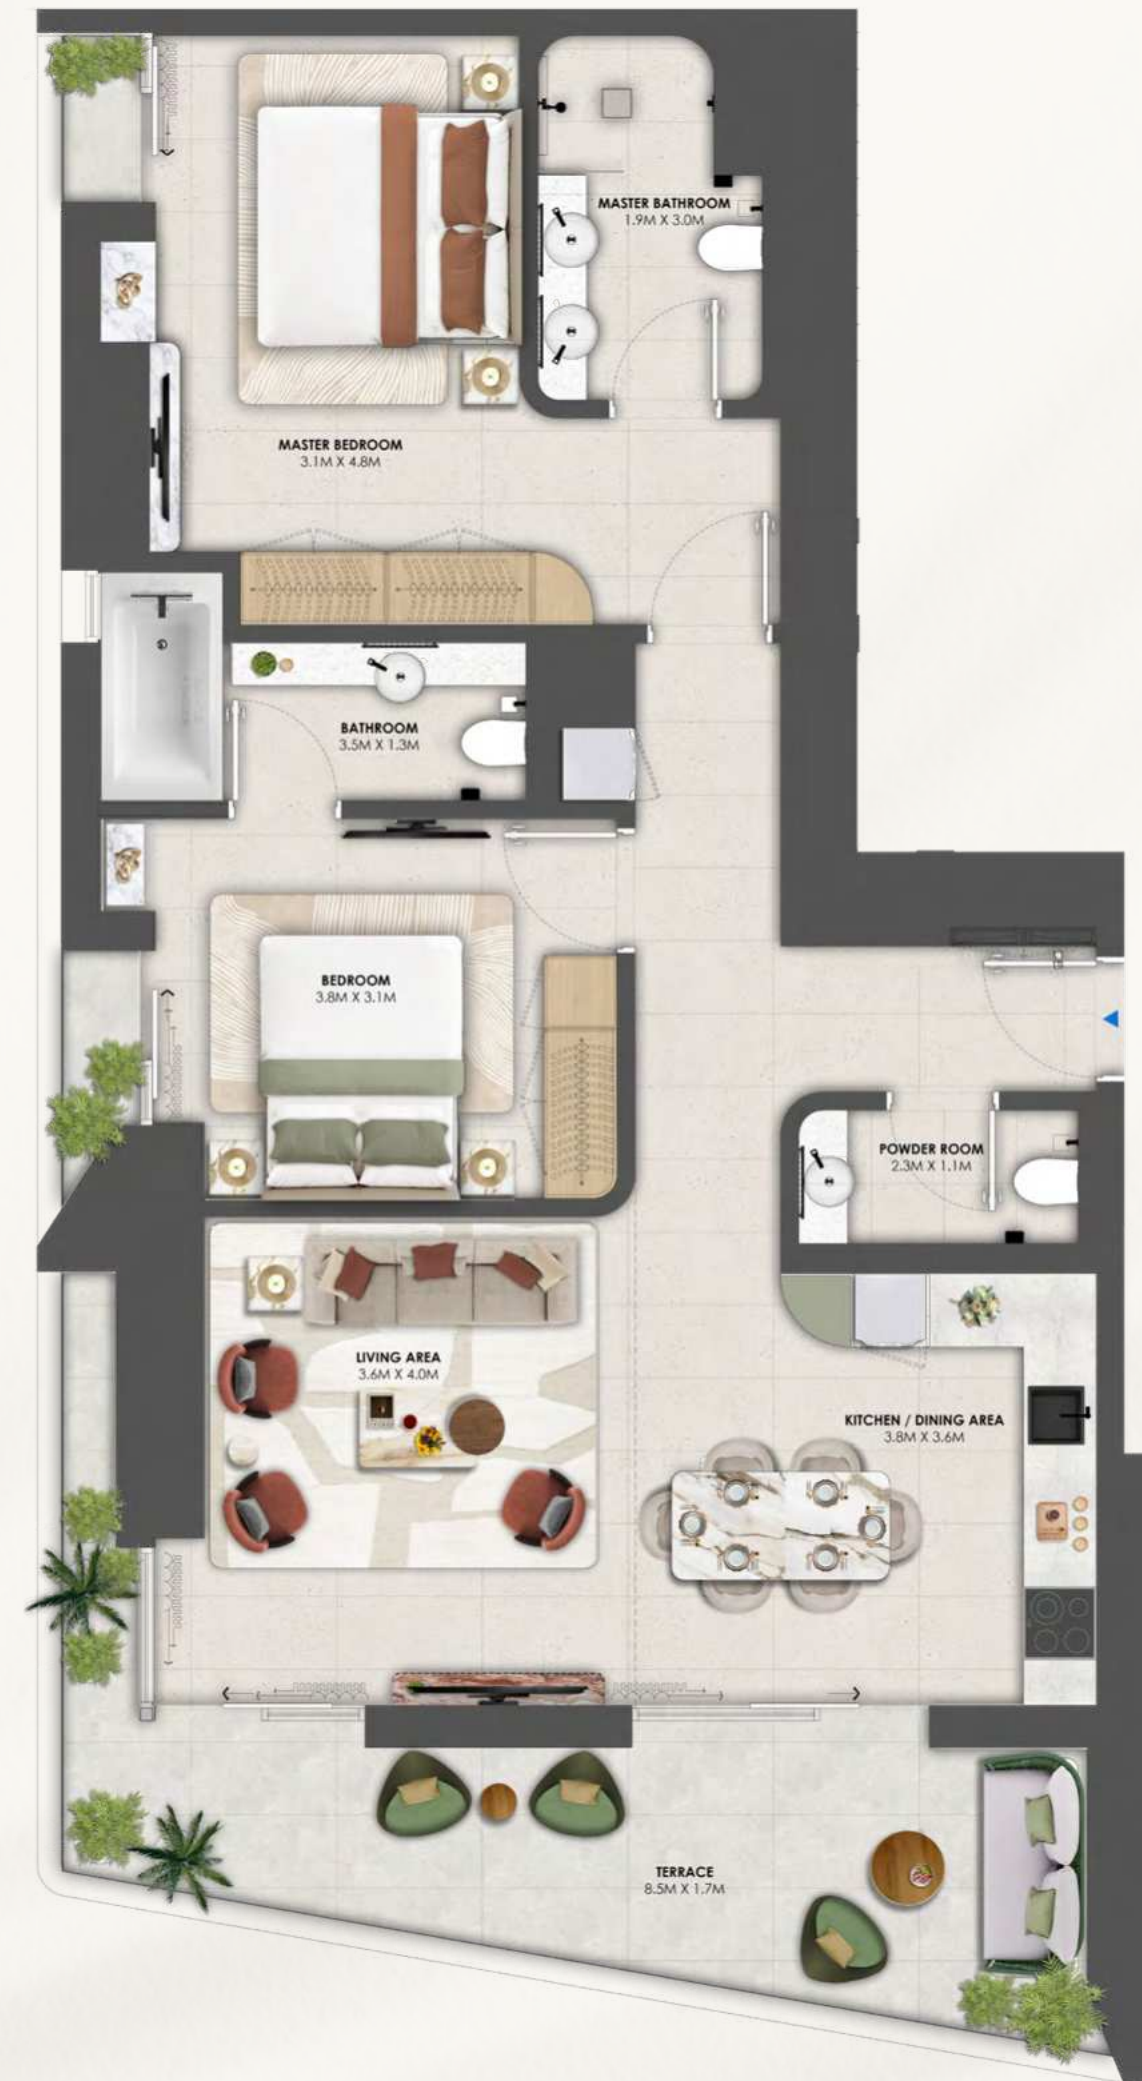 MASTER BATHROOM
1.9M X 3.0M
MASTER BEDROOM
3.1M X 4.8M
BATHROOM
3.5M X 1.3M
BEDROOM
3.8M X 3.1M
POWDER ROOM
2.3M X 1.1M
LIVING AREA
3.6M X 4.0M
KITCHEN / DINING AREA
3.8M X 3.6M
TERRACE
8.5M X 1.7M